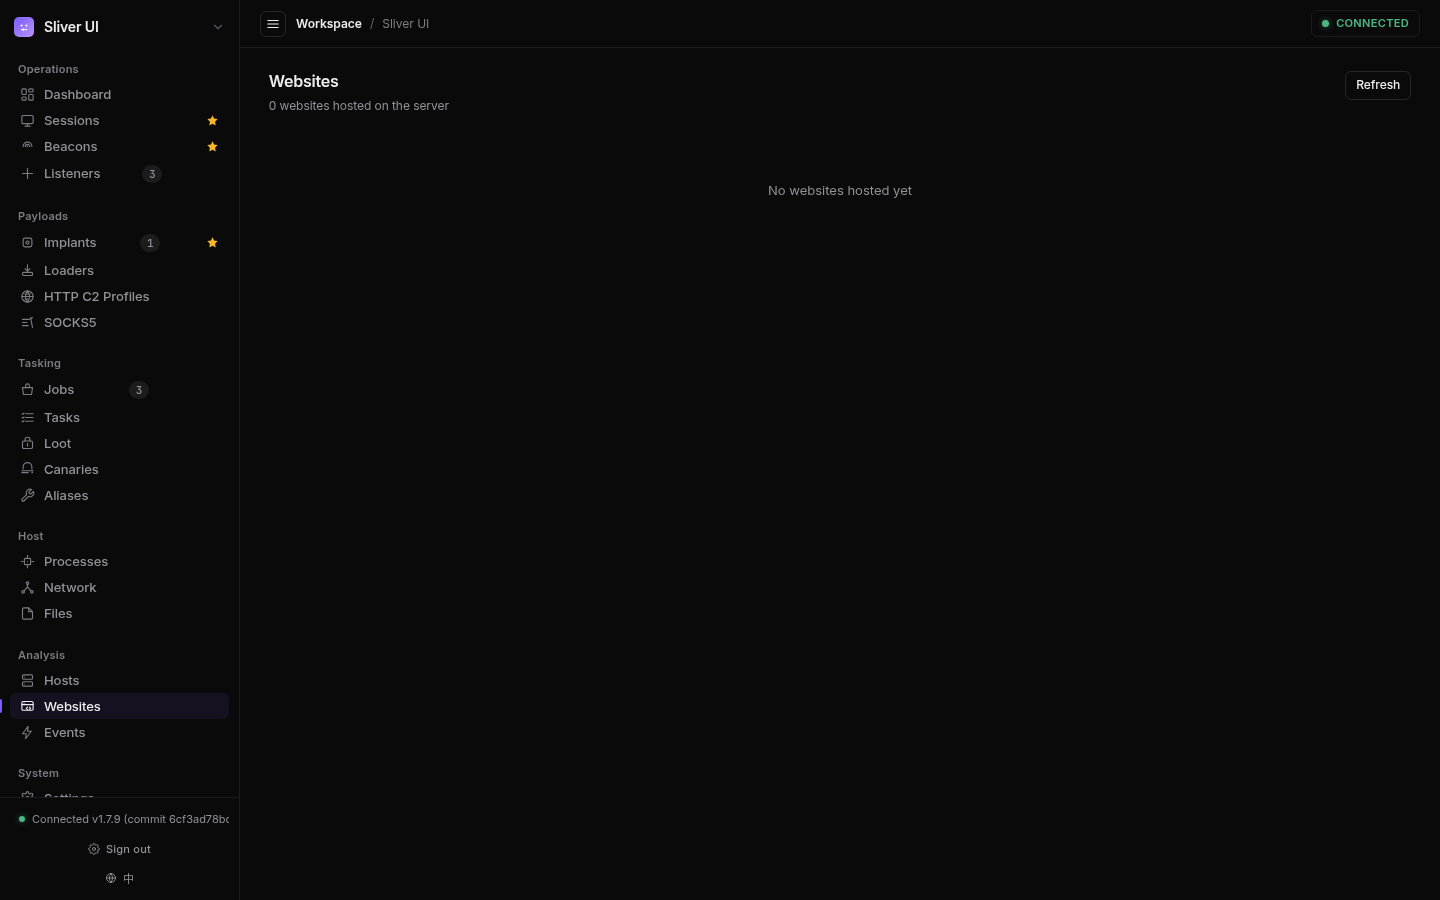 Sliver UI
Operations
Dashboard
Sessions
Beacons
Listeners 3
Payloads
Implants 1
Loaders
HTTP C2 Profiles
SOCKS5
Tasking
Jobs 3
Tasks
Loot
Canaries
Aliases
Host
Processes
Network
Files
Analysis
Hosts
Websites
Events
System
Settings
Connected v1.7.9 (commit 6cf3ad78b
Sign out
中
Workspace / Sliver UI
CONNECTED
Websites
0 websites hosted on the server
Refresh
No websites hosted yet